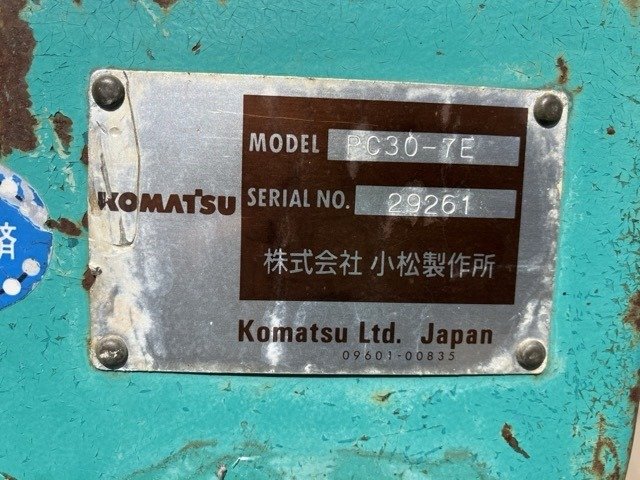 MODEL PC30-7E
KOMATSU
SERIAL NO. 29261
株式会社 小松製作所
Komatsu Ltd. Japan
09601-00835
済